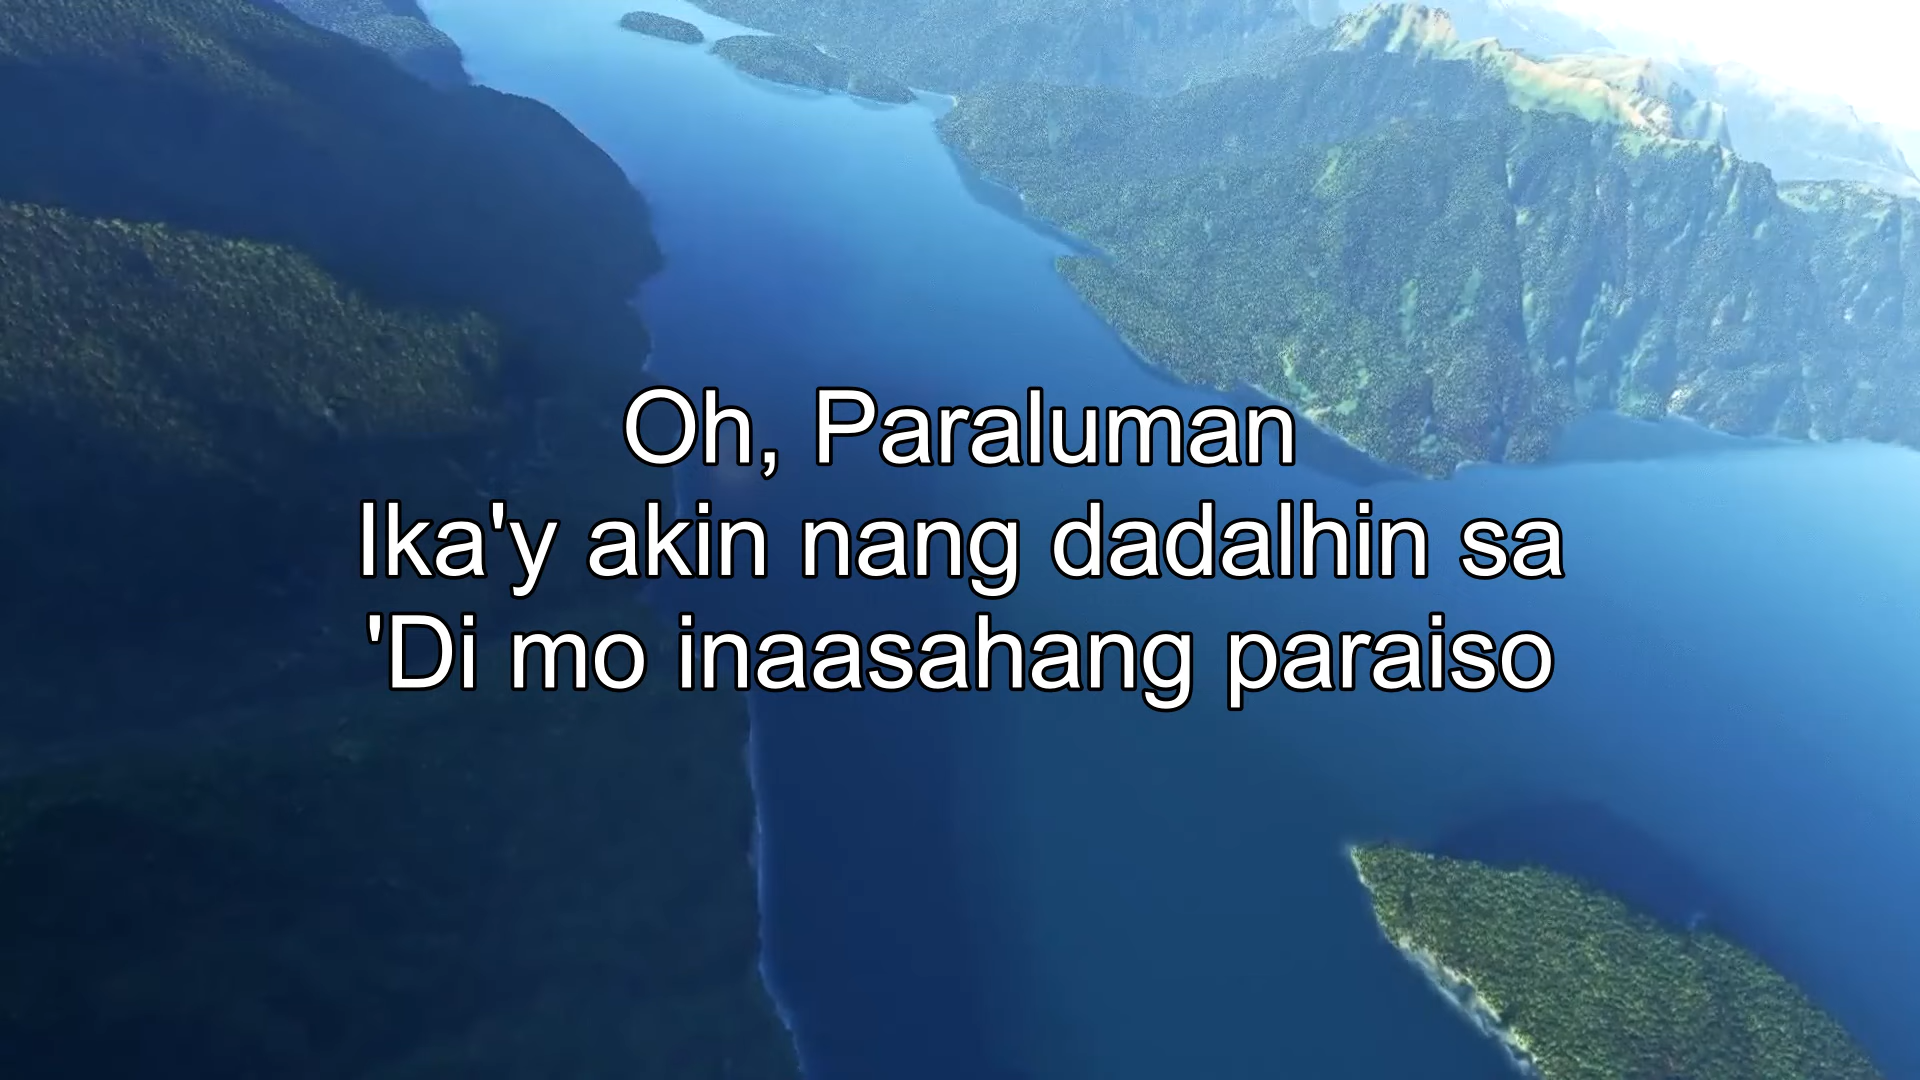 Oh, Paraluman
Ika'y akin nang dadalhin sa
'Di mo inaasahang paraiso